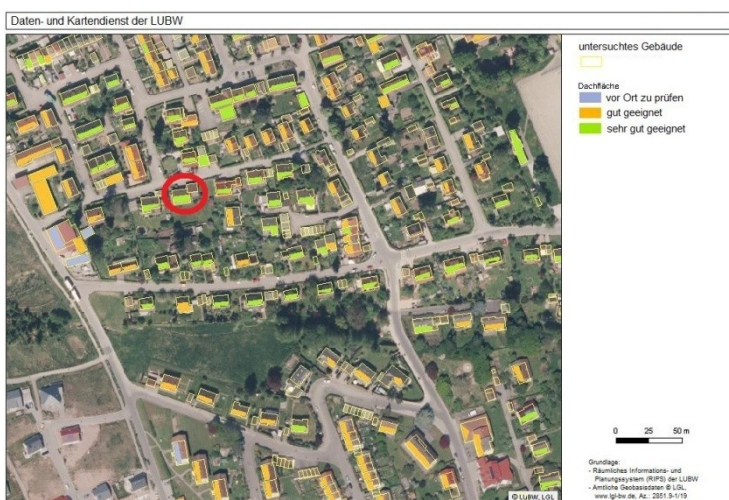 Daten- und Kartendienst der LUBW
untersuchtes Gebäude
Dachfläche
vor Ort zu prüfen
gut geeignet
sehr gut geeignet
0 25 50 m
Grundlage:
- Räumliches Informations- und
Planungssystem (RIPS) der LUBW
- Amtliche Geobasisdaten © LGL,
www.lgl-bw.de, Az.: 2851.9-1/19
© LUBW, LGL